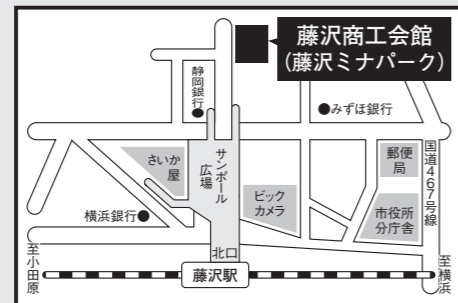 藤沢商工会館
(藤沢ミナパーク)
静岡銀行
みずほ銀行
さいか
屋
サンパール
広場
ビック
カメラ
郵便
局
国道467号線
市役所
分庁舎
横浜銀行
北口
至小田原
藤沢駅
至横浜